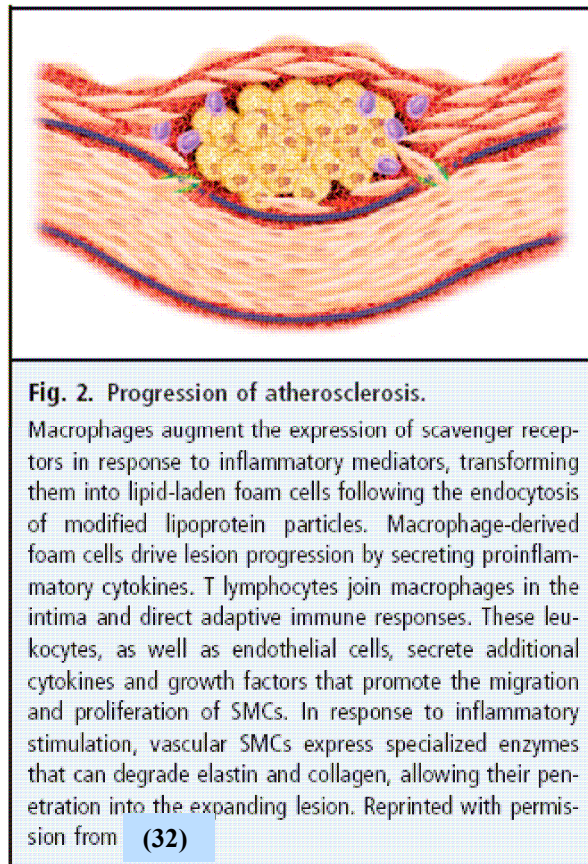 Fig. 2. Progression of atherosclerosis.
Macrophages augment the expression of scavenger recep-
tors in response to inflammatory mediators, transforming
them into lipid-laden foam cells following the endocytosis
of modified lipoprotein particles. Macrophage-derived
foam cells drive lesion progression by secreting proinflam-
matory cytokines. T lymphocytes join macrophages in the
intima and direct adaptive immune responses. These leu-
kocytes, as well as endothelial cells, secrete additional
cytokines and growth factors that promote the migration
and proliferation of SMCs. In response to inflammatory
stimulation, vascular SMCs express specialized enzymes
that can degrade elastin and collagen, allowing their pen-
etration into the expanding lesion. Reprinted with permis-
sion from (32)